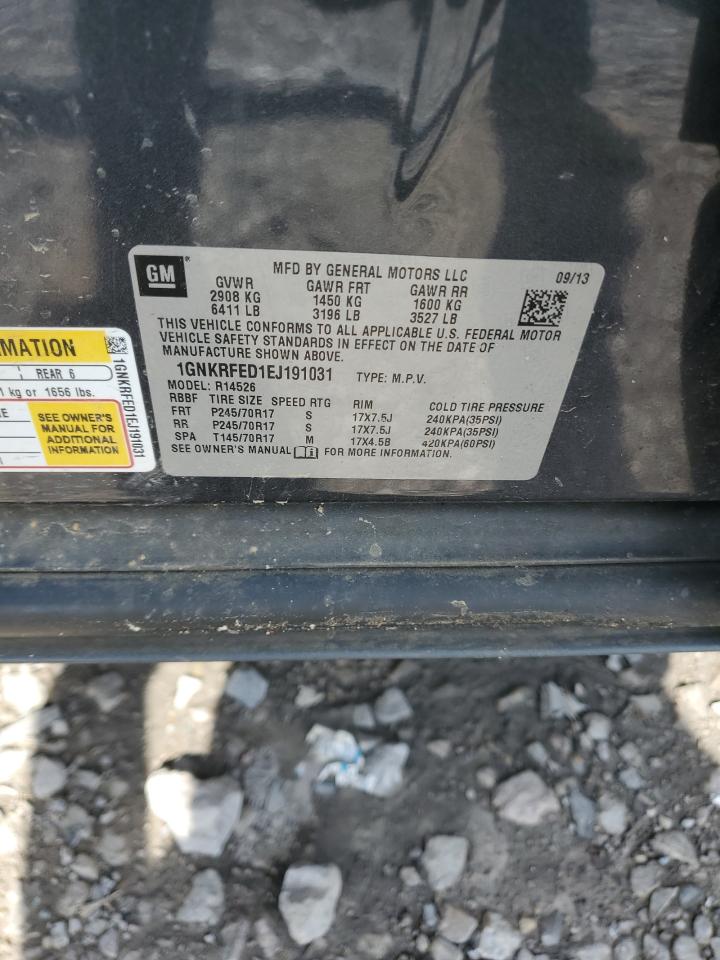 GM®
MFD BY GENERAL MOTORS LLC
09/13
GVWR GAWR FRT GAWR RR
2908 KG 1450 KG 1600 KG
6411 LB 3196 LB 3527 LB
THIS VEHICLE CONFORMS TO ALL APPLICABLE U.S. FEDERAL MOTOR
VEHICLE SAFETY STANDARDS IN EFFECT ON THE DATE OF
MANUFACTURE SHOWN ABOVE.
1GNKRFED1EJ191031 TYPE: M.P.V.
MODEL: R14526
RBBF TIRE SIZE SPEED RTG RIM COLD TIRE PRESSURE
FRT P245/70R17 S 17X7.5J 240KPA(35PSI)
RR P245/70R17 S 17X7.5J 240KPA(35PSI)
SPA T145/70R17 M 17X4.5B 420KPA(60PSI)
SEE OWNER'S MANUAL FOR MORE INFORMATION.
MATION
REAR 6
kg or 1656 lbs.
SEE OWNER'S
MANUAL FOR
ADDITIONAL
INFORMATION
1GNKRFED1EJ191031